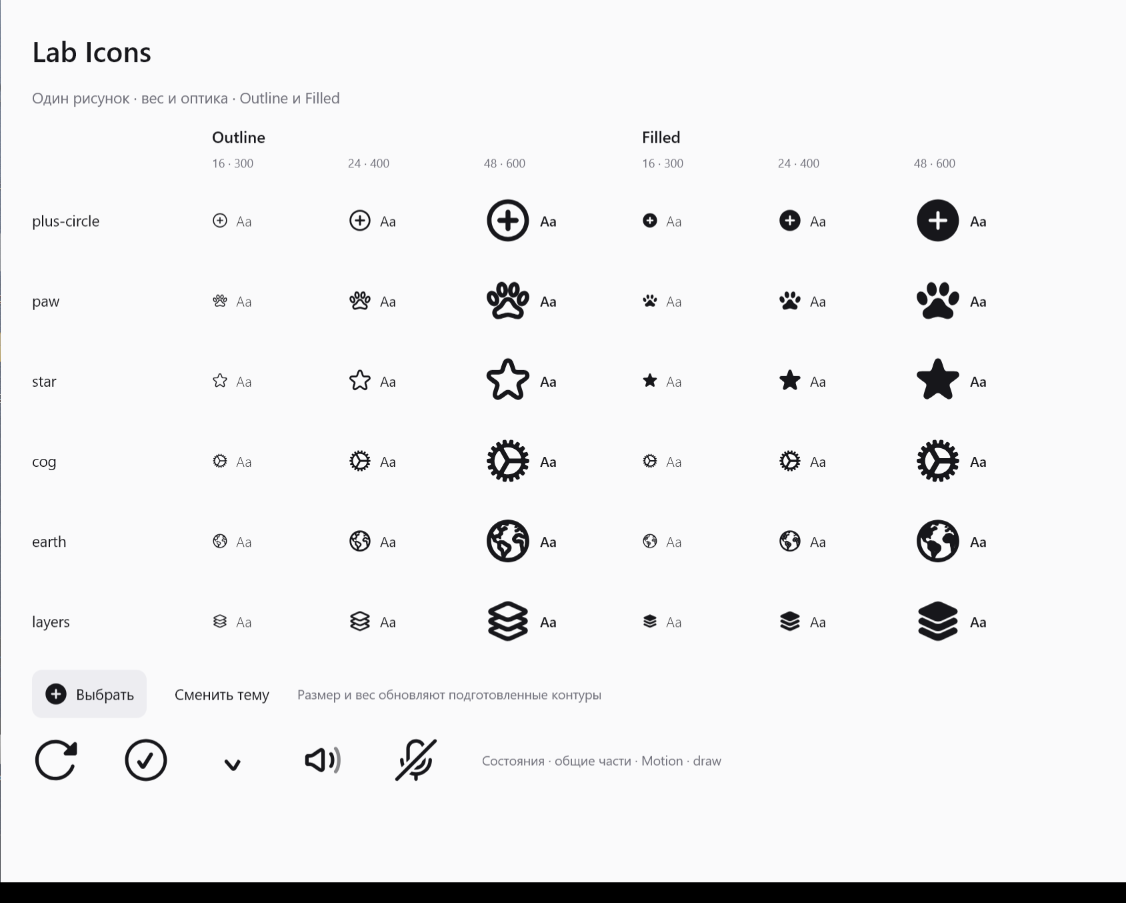 Lab Icons
Один рисунок · вес и оптика · Outline и Filled
Outline Filled
16 · 300 24 · 400 48 · 600 16 · 300 24 · 400 48 · 600
plus-circle Aa Aa Aa Aa Aa Aa
paw Aa Aa Aa Aa Aa Aa
star Aa Aa Aa Aa Aa Aa
cog Aa Aa Aa Aa Aa Aa
earth Aa Aa Aa Aa Aa Aa
layers Aa Aa Aa Aa Aa Aa
Выбрать Сменить тему Размер и вес обновляют подготовленные контуры
Состояния · общие части · Motion · draw